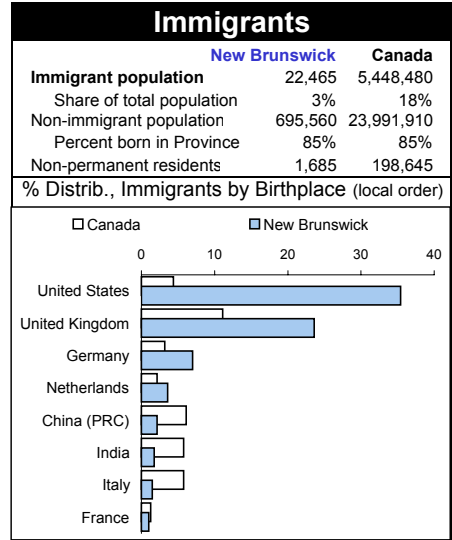 Immigrants
New Brunswick Canada
Immigrant population 22,465 5,448,480
Share of total population 3% 18%
Non-immigrant population 695,560 23,991,910
Percent born in Province 85% 85%
Non-permanent residents 1,685 198,645
% Distrib., Immigrants by Birthplace (local order)
Canada New Brunswick
0 10 20 30 40
United States
United Kingdom
Germany
Netherlands
China (PRC)
India
Italy
France